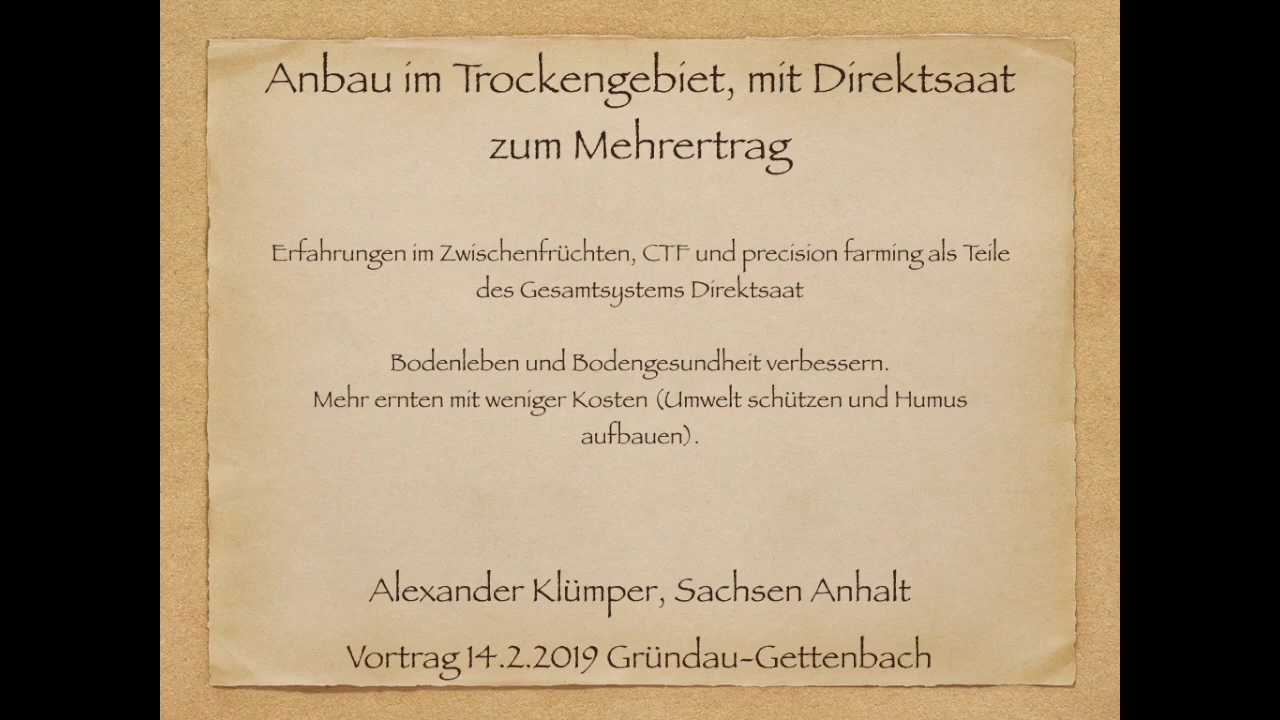 Anbau im Trockengebiet, mit Direktsaat
zum Mehrertrag
Erfahrungen im Zwischenfrüchten, CTF und precision farming als Teile
des Gesamtsystems Direktsaat
Bodenleben und Bodengesundheit verbessern.
Mehr ernten mit weniger Kosten (Umwelt schützen und Humus
aufbauen).
Alexander Klümper, Sachsen Anhalt
Vortrag 14.2.2019 Gründau-Gettenbach